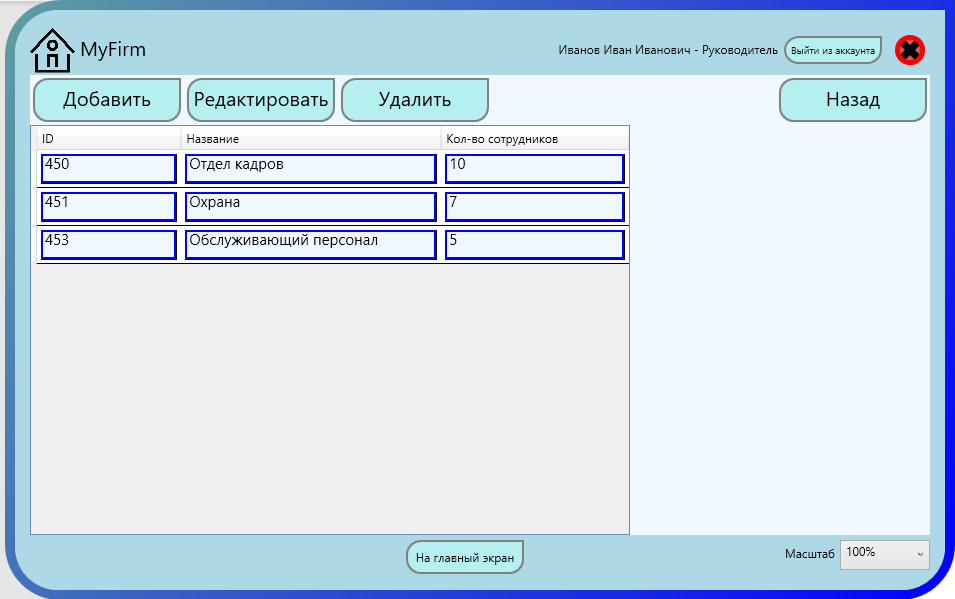 MyFirm
Иванов Иван Иванович - Руководитель
Выйти из аккаунта
Добавить
Редактировать
Удалить
Назад
ID Название Кол-во сотрудников
450 Отдел кадров 10
451 Охрана 7
453 Обслуживающий персонал 5
На главный экран
Масштаб 100%